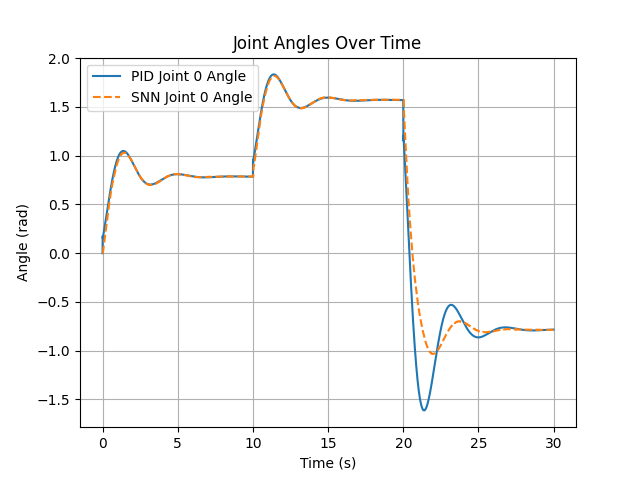 Joint Angles Over Time
PID Joint 0 Angle
SNN Joint 0 Angle
Angle (rad)
2.0
1.5
1.0
0.5
0.0
−0.5
−1.0
−1.5
0 5 10 15 20 25 30
Time (s)